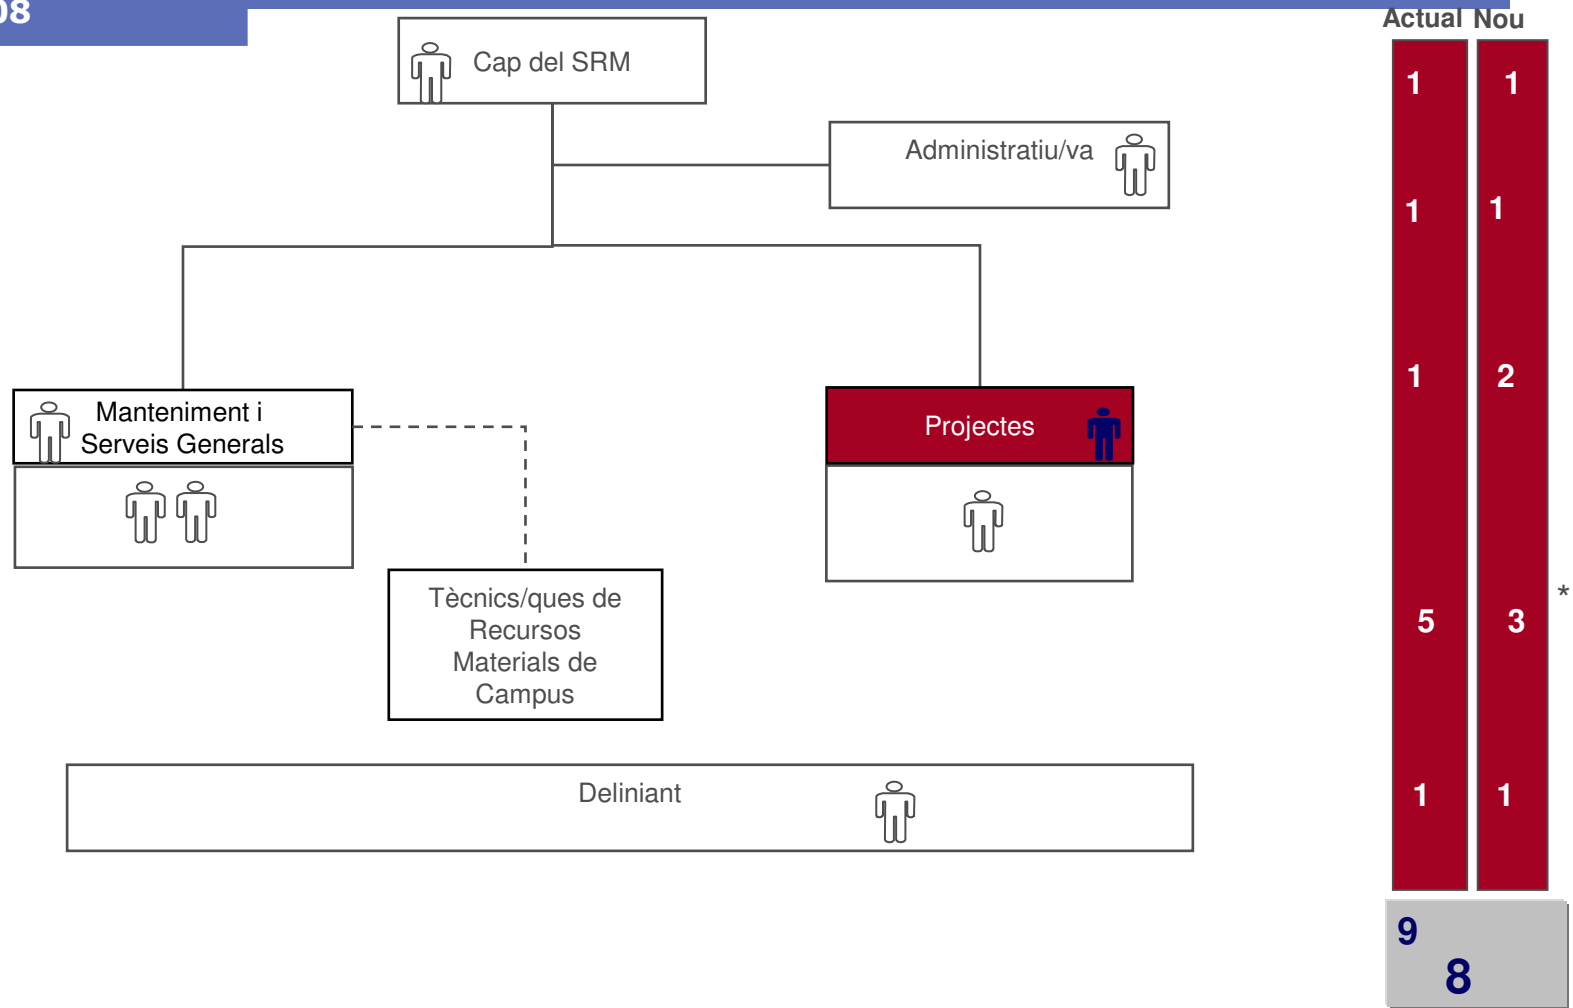 08
Actual Nou
Cap del SRM
1 1
Administratiu/va
1 1
1 2
Manteniment i
Serveis Generals
Projectes
Tècnics/ques de
Recursos
Materials de
Campus
*
5 3
Deliniant
1 1
9
8